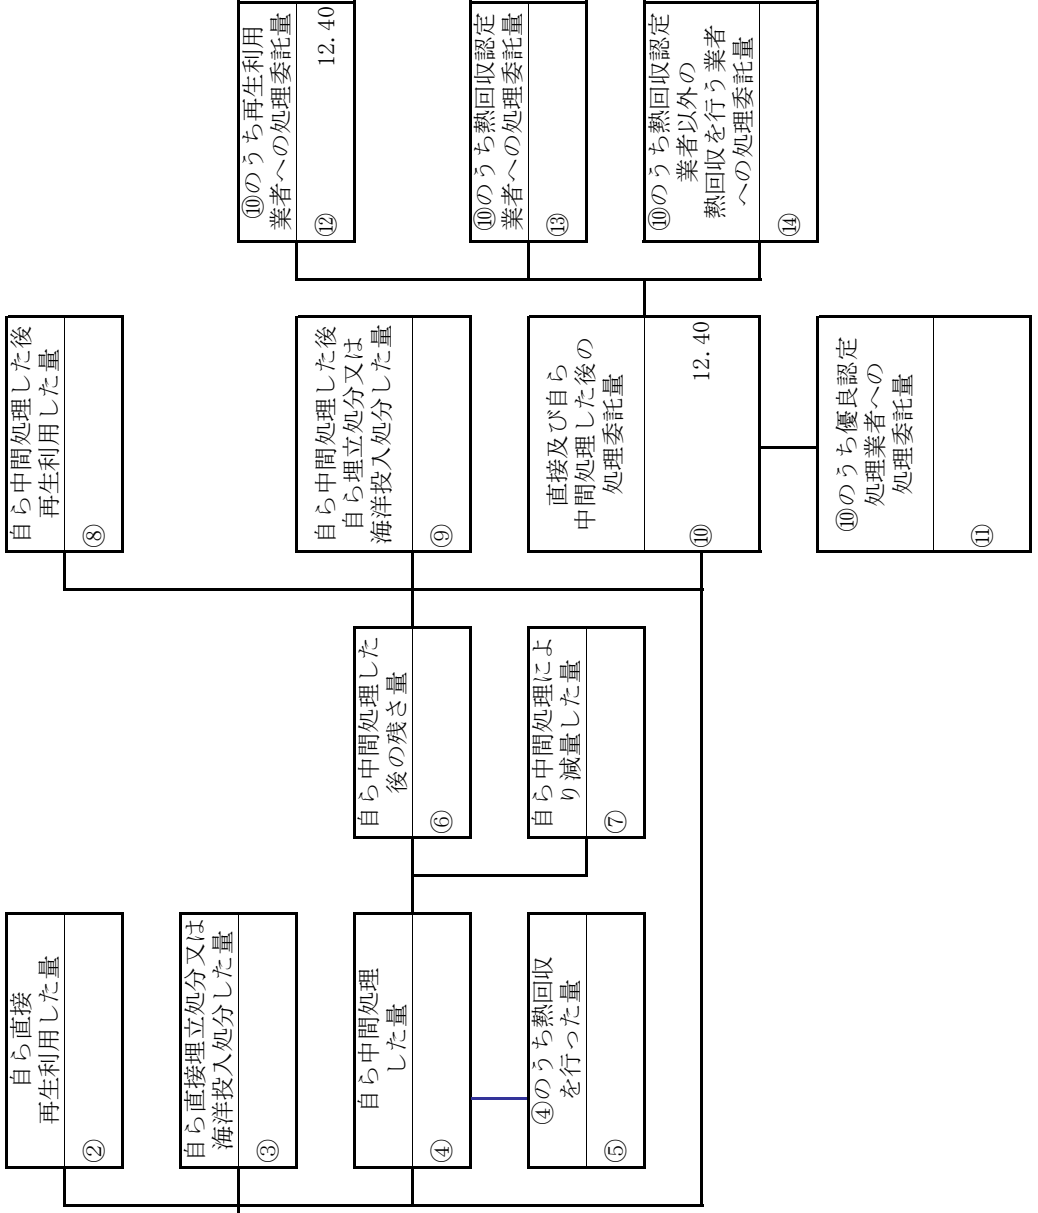 自ら直接
再生利用した量
②
自ら直接埋立処分又は
海洋投入処分した量
③
自ら中間処理
した量
④
④のうち熱回収
を行った量
⑤
自ら中間処理した
後の残さ量
⑥
自ら中間処理によ
り減量した量
⑦
自ら中間処理した後
再生利用した量
⑧
自ら中間処理した後
自ら埋立処分又は
海洋投入処分した量
⑨
直接及び自ら
中間処理した後の
処理委託量
⑩ 12.40
⑩のうち優良認定
処理業者への
処理委託量
⑪
⑩のうち再生利用
業者への処理委託量
⑫ 12.40
⑩のうち熱回収認定
業者への処理委託量
⑬
⑩のうち熱回収認定
業者以外の
熱回収を行う業者
への処理委託量
⑭